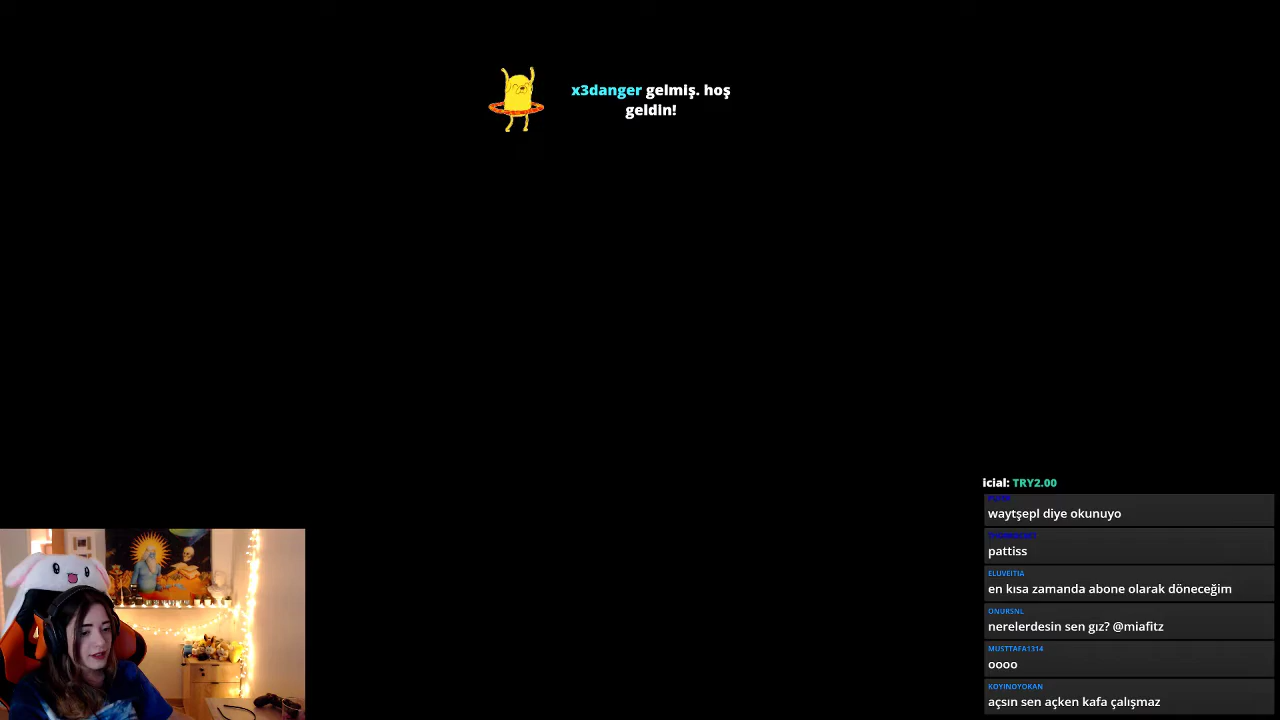 x3danger gelmiş. hoş
geldin!
icial: TRY2.00
waytşepl diye okunuyo
pattiss
ELUVEITIA
en kısa zamanda abone olarak döneceğim
ONURSNL
nerelerdesin sen gız? @miafitz
MUSTTAFA1314
oooo
KOYINOYOKAN
açsın sen açken kafa çalışmaz